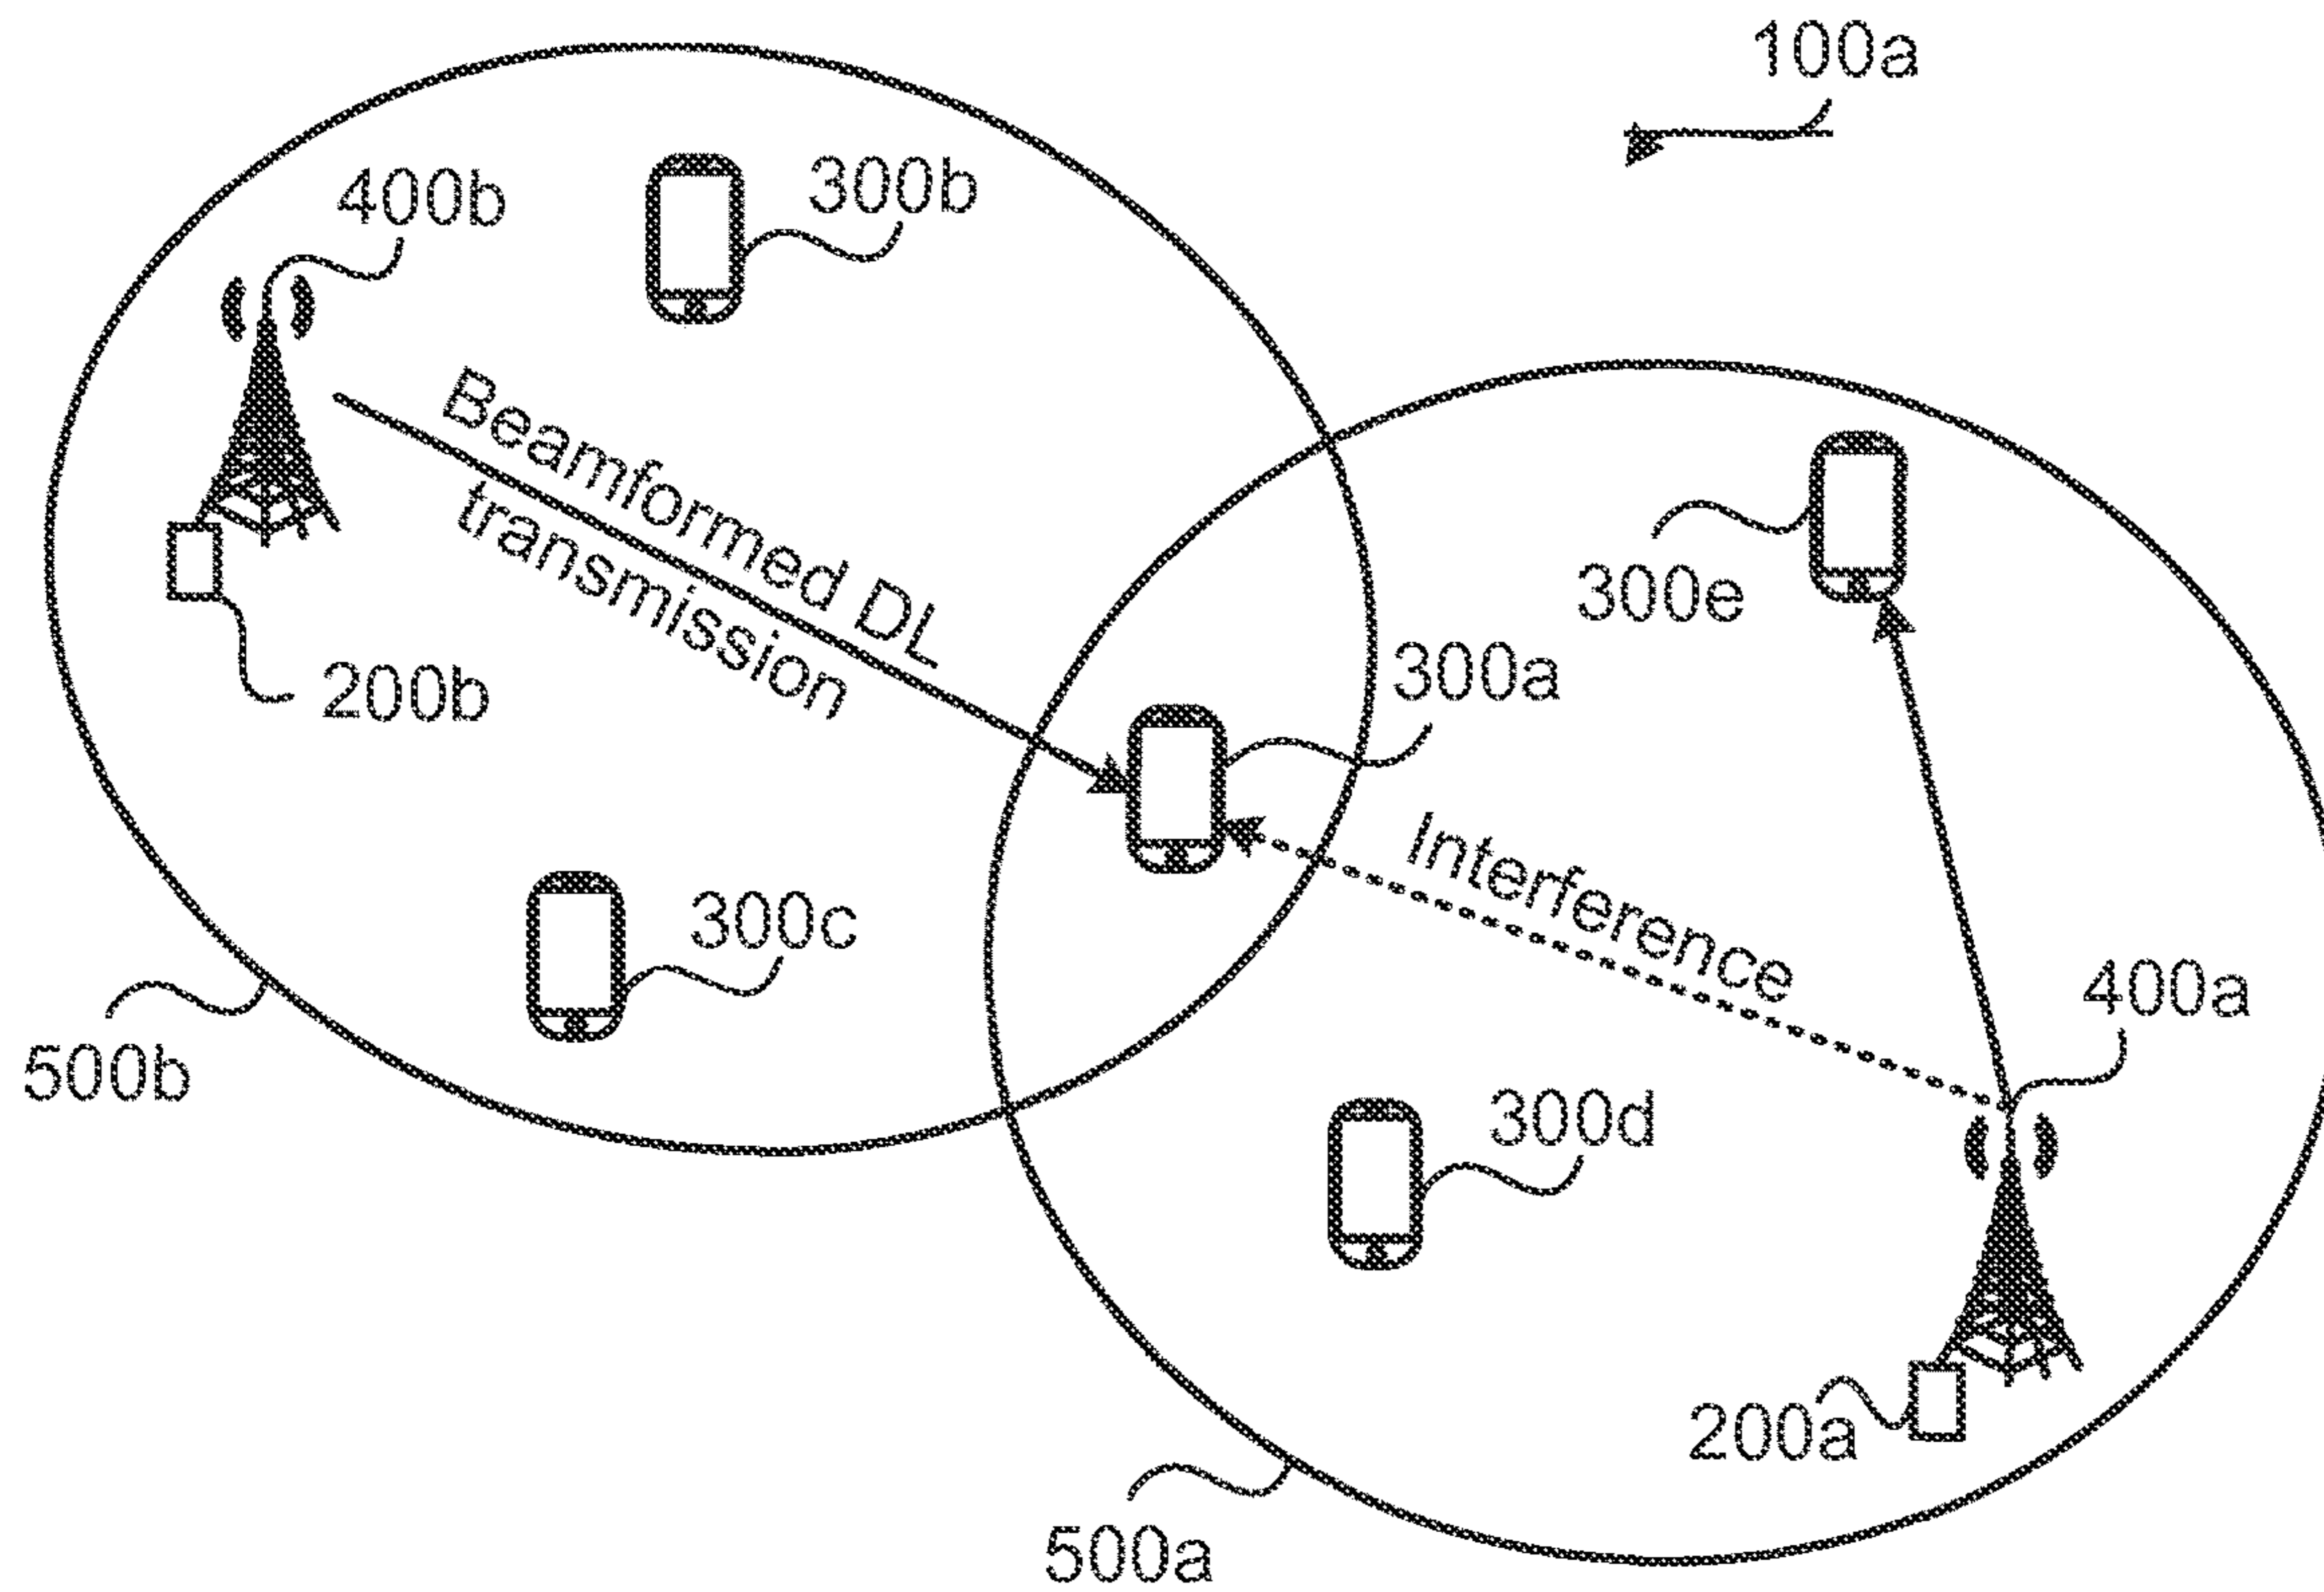 100a
400b
300b
Beamformed DL
transmission
300e
200b
300a
Interference
300c
400a
500b
300d
200a
500a